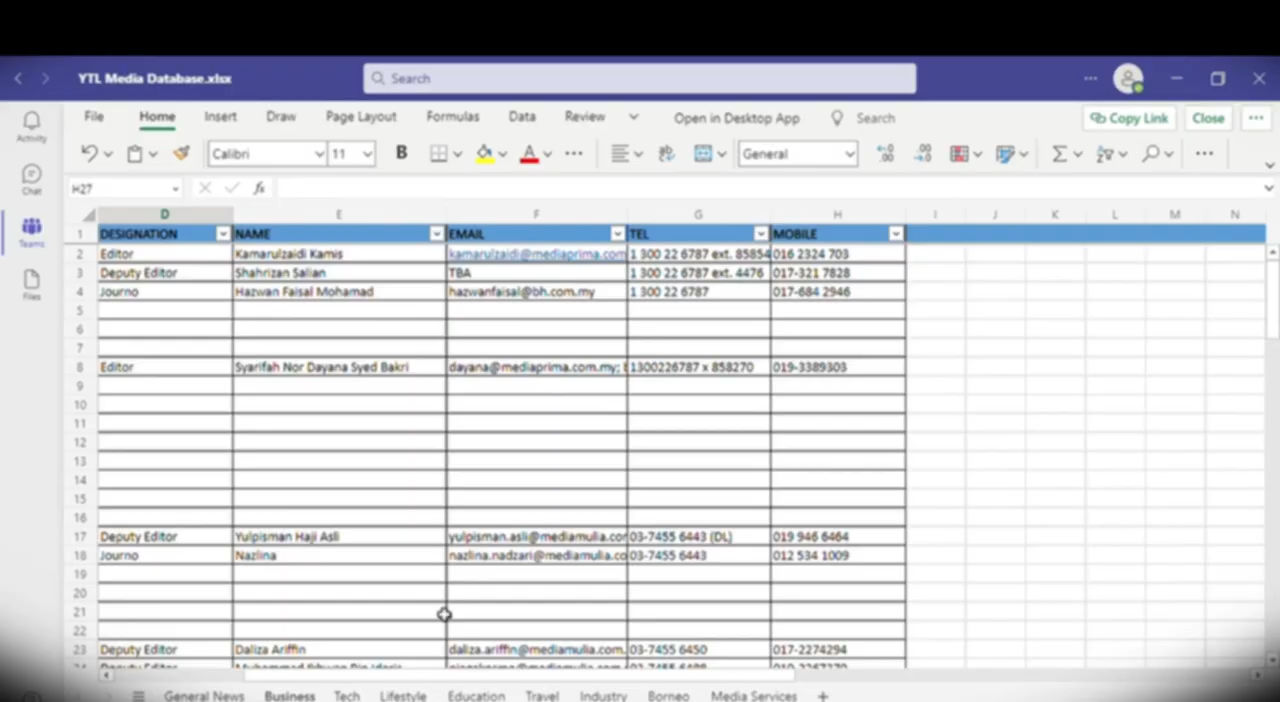 YTL Media Database.xlsx Search
Activity
Chat
Teams
Files
File Home Insert Draw Page Layout Formulas Data Review Open in Desktop App Search Copy Link Close
Calibri 11 B A General
H27 fx
D E F G H I J K L M N
1 DESIGNATION NAME EMAIL TEL MOBILE
2 Editor Kamarulzaidi Kamis kamarulzaidi@mediaprima.com 1 300 22 6787 ext. 85854 016 2324 703
3 Deputy Editor Shahrizan Salian TBA 1 300 22 6787 ext. 4476 017-321 7828
4 Journo Hazwan Faisal Mohamad hazwanfaisal@bh.com.my 1 300 22 6787 017-684 2946
5
6
7
8 Editor Syarifah Nor Dayana Syed Bakri dayana@mediaprima.com.my; 1300226787 x 858270 019-3389303
9
10
11
12
13
14
15
16
17 Deputy Editor Yulpisman Haji Asli yulpisman.asli@mediamulia.cor 03-7455 6443 (DL) 019 946 6464
18 Journo Nazlina nazlina.nadzari@mediamulia.co 03-7455 6443 012 534 1009
19
20
21
22
23 Deputy Editor Daliza Ariffin daliza.ariffin@mediamulia.com. 03-7455 6450 017-2274294
General News Business Tech Lifestyle Education Travel Industry Borneo Media Services +